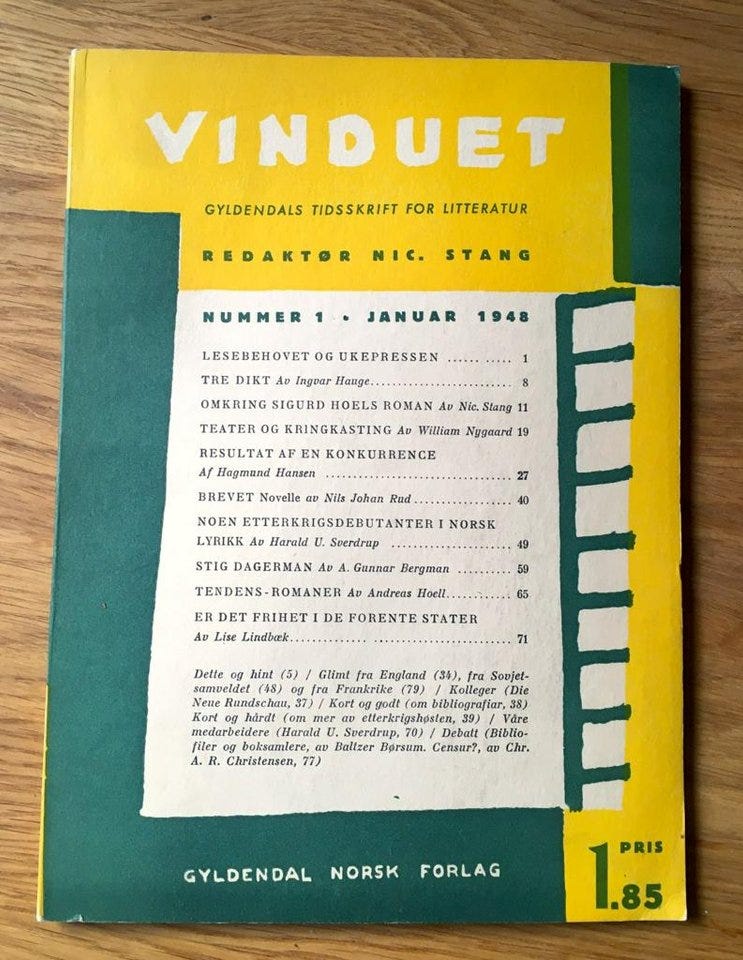 VINDUET
GYLDENDALS TIDSSKRIFT FOR LITTERATUR
REDAKTØR NIC. STANG
NUMMER 1 . JANUAR 1948
LESEBEHOVET OG UKEPRESSEN ...... ..... 1
TRE DIKT Av Ingvar Hauge.......................... 8
OMKRING SIGURD HOELS ROMAN Av Nic. Stang 11
TEATER OG KRINGKASTING Av William Nygaard 19
RESULTAT AF EN KONKURRENCE
Af Hagmund Hansen .................................. 27
BREVET Novelle av Nils Johan Rud .................. 40
NOEN ETTERKRIGSDEBUTANTER I NORSK
LYRIKK Av Harald U. Sverdrup ...................... 49
STIG DAGERMAN Av A. Gunnar Bergman .......... 59
TENDENS-ROMANER Av Andreas Hoell............ 65
ER DET FRIHET I DE FORENTE STATER
Av Lise Lindbæk.............. ......................... 71
Dette og hint (5) / Glimt fra England (34), fra Sovjet-
samveldet (48) og fra Frankrike (79) / Kolleger (Die
Neue Rundschau, 37) / Kort og godt (om bibliografiar, 38)
Kort og hårdt (om mer av etterkrigshøsten, 39) / Våre
medarbeidere (Harald U. Sverdrup, 70) / Debatt (Biblio-
filer og boksamlere, av Baltzer Børsum. Censur?, av Chr.
A. R. Christensen, 77)
GYLDENDAL NORSK FORLAG
PRIS
1.85